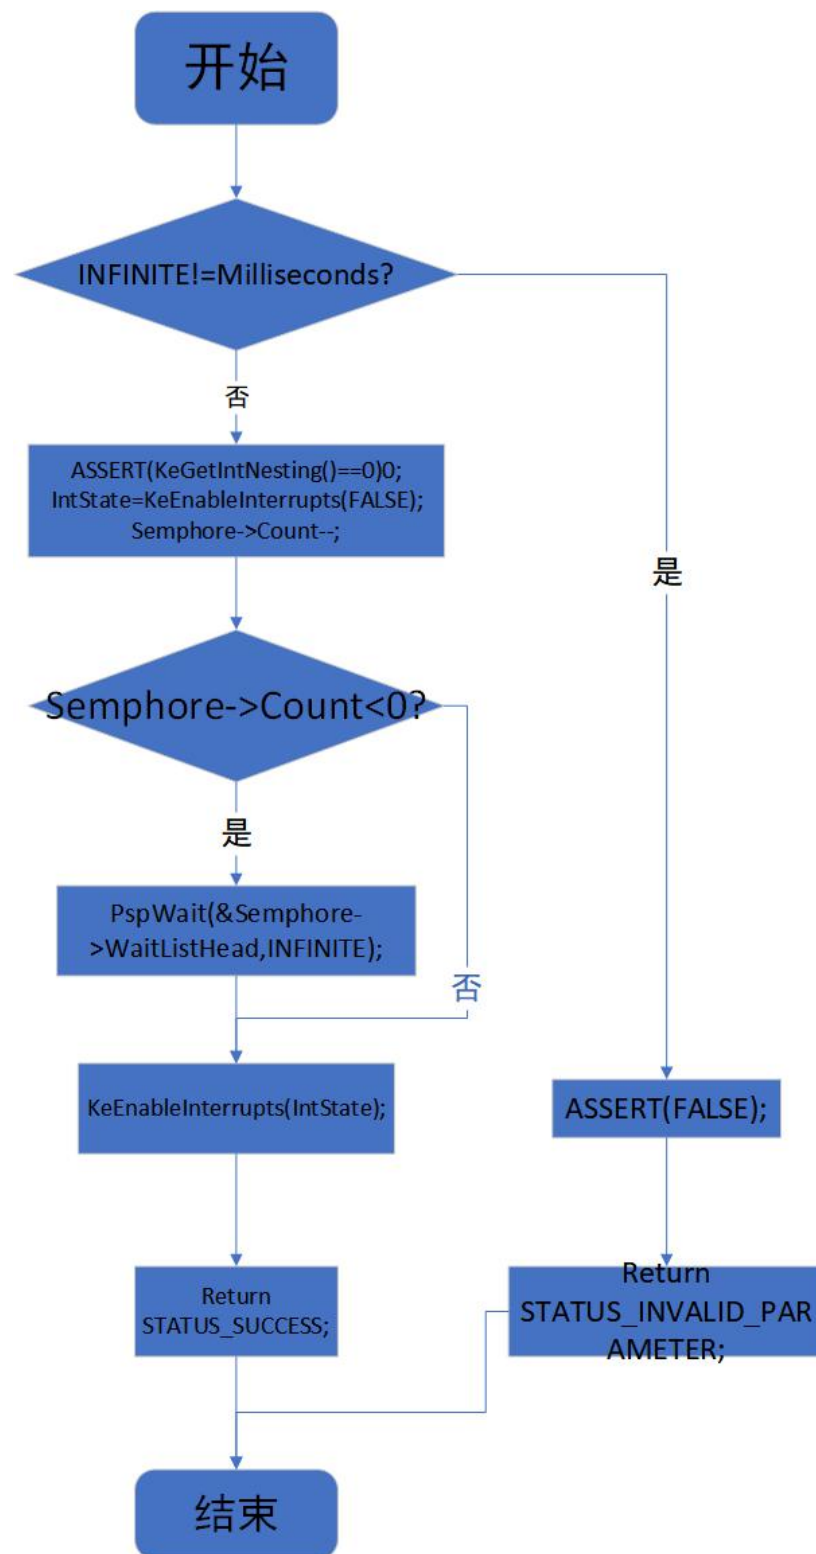 开始
INFINITE!=Milliseconds?
否
ASSERT(KeGetIntNesting()==0)0;
IntState=KeEnableInterrupts(FALSE);
Semphore->Count--;
是
Semphore->Count<0?
是
PspWait(&Semphore-
>WaitListHead,INFINITE);
否
KeEnableInterrupts(IntState);
ASSERT(FALSE);
Return
STATUS_SUCCESS;
Return
STATUS_INVALID_PAR
AMETER;
结束